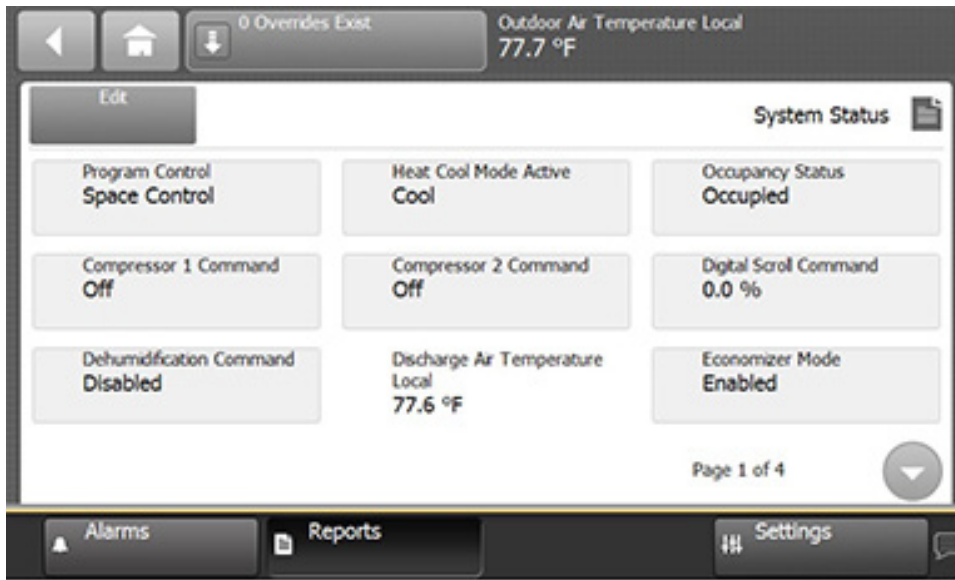 0 Overrides Exist
Outdoor Air Temperature Local
77.7 °F
Edit
System Status
Program Control
Space Control
Heat Cool Mode Active
Cool
Occupancy Status
Occupied
Compressor 1 Command
Off
Compressor 2 Command
Off
Digital Scroll Command
0.0 %
Dehumidification Command
Disabled
Discharge Air Temperature
Local
77.6 °F
Economizer Mode
Enabled
Page 1 of 4
Alarms
Reports
Settings